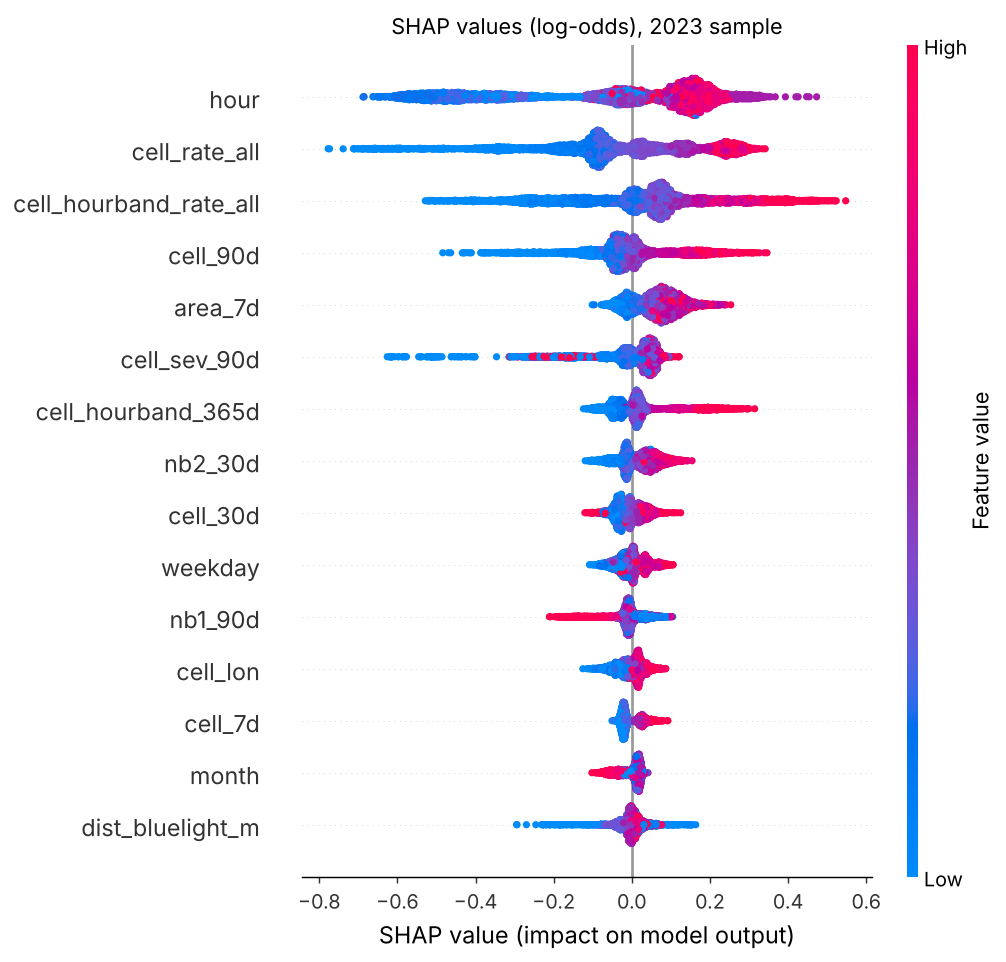 SHAP values (log-odds), 2023 sample
High
hour
cell_rate_all
cell_hourband_rate_all
cell_90d
area_7d
cell_sev_90d
cell_hourband_365d
nb2_30d
cell_30d
weekday
nb1_90d
cell_lon
cell_7d
month
dist_bluelight_m
Feature value
Low
−0.8 −0.6 −0.4 −0.2 0.0 0.2 0.4 0.6
SHAP value (impact on model output)